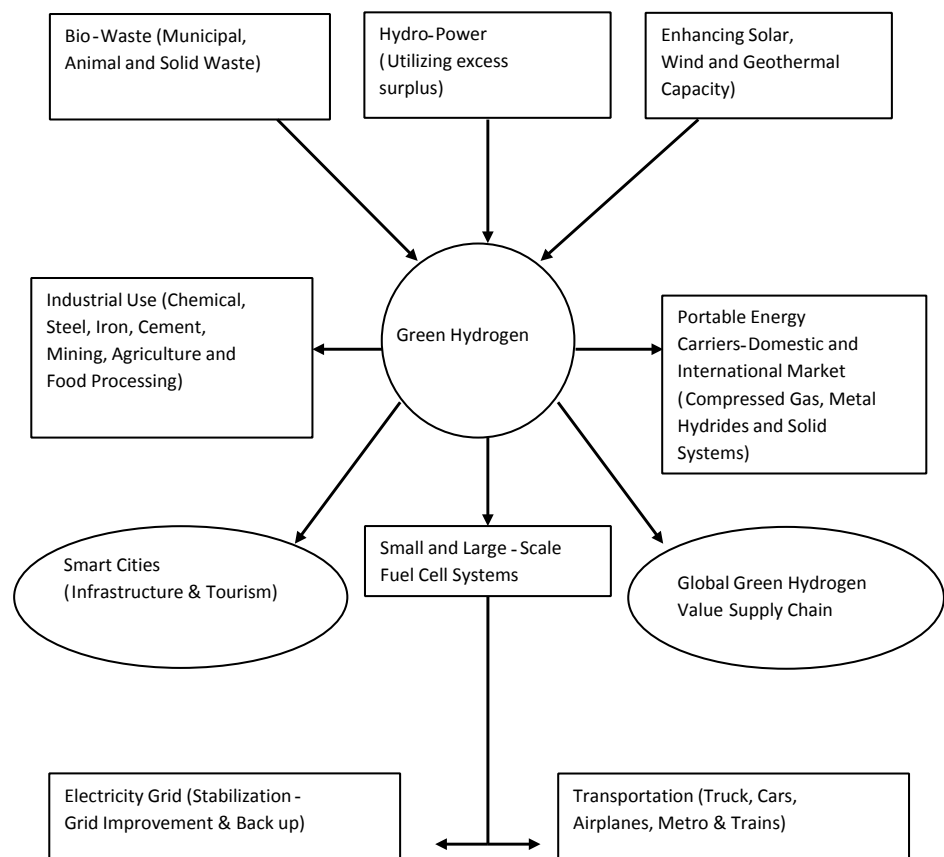 Bio-Waste (Municipal,
Animal and Solid Waste)
Hydro-Power
(Utilizing excess
surplus)
Enhancing Solar,
Wind and Geothermal
Capacity)
Industrial Use (Chemical,
Steel, Iron, Cement,
Mining, Agriculture and
Food Processing)
Green Hydrogen
Portable Energy
Carriers-Domestic and
International Market
(Compressed Gas, Metal
Hydrides and Solid
Systems)
Smart Cities
(Infrastructure & Tourism)
Small and Large - Scale
Fuel Cell Systems
Global Green Hydrogen
Value Supply Chain
Electricity Grid (Stabilization -
Grid Improvement & Back up)
Transportation (Truck, Cars,
Airplanes, Metro & Trains)